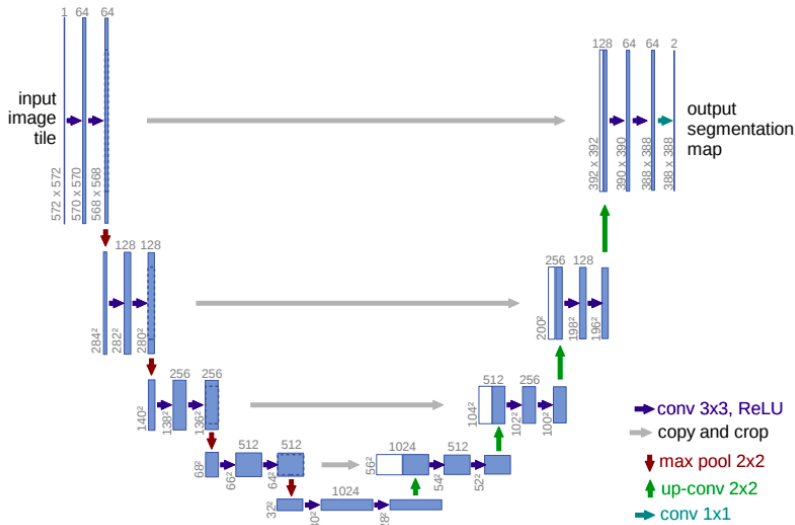 1 64 64
128 64 64 2
input
image
tile
output
segmentation
map
572 x 572
570 x 570
568 x 568
392 x 392
390 x 390
388 x 388
388 x 388
128 128
256 128
284²
282²
280²
200²
198²
196²
256 256
512 256
140²
138²
136²
104²
102²
100²
512 512
1024 512
68²
66²
64²
56²
54²
52²
1024
32²
conv 3x3, ReLU
copy and crop
max pool 2x2
up-conv 2x2
conv 1x1